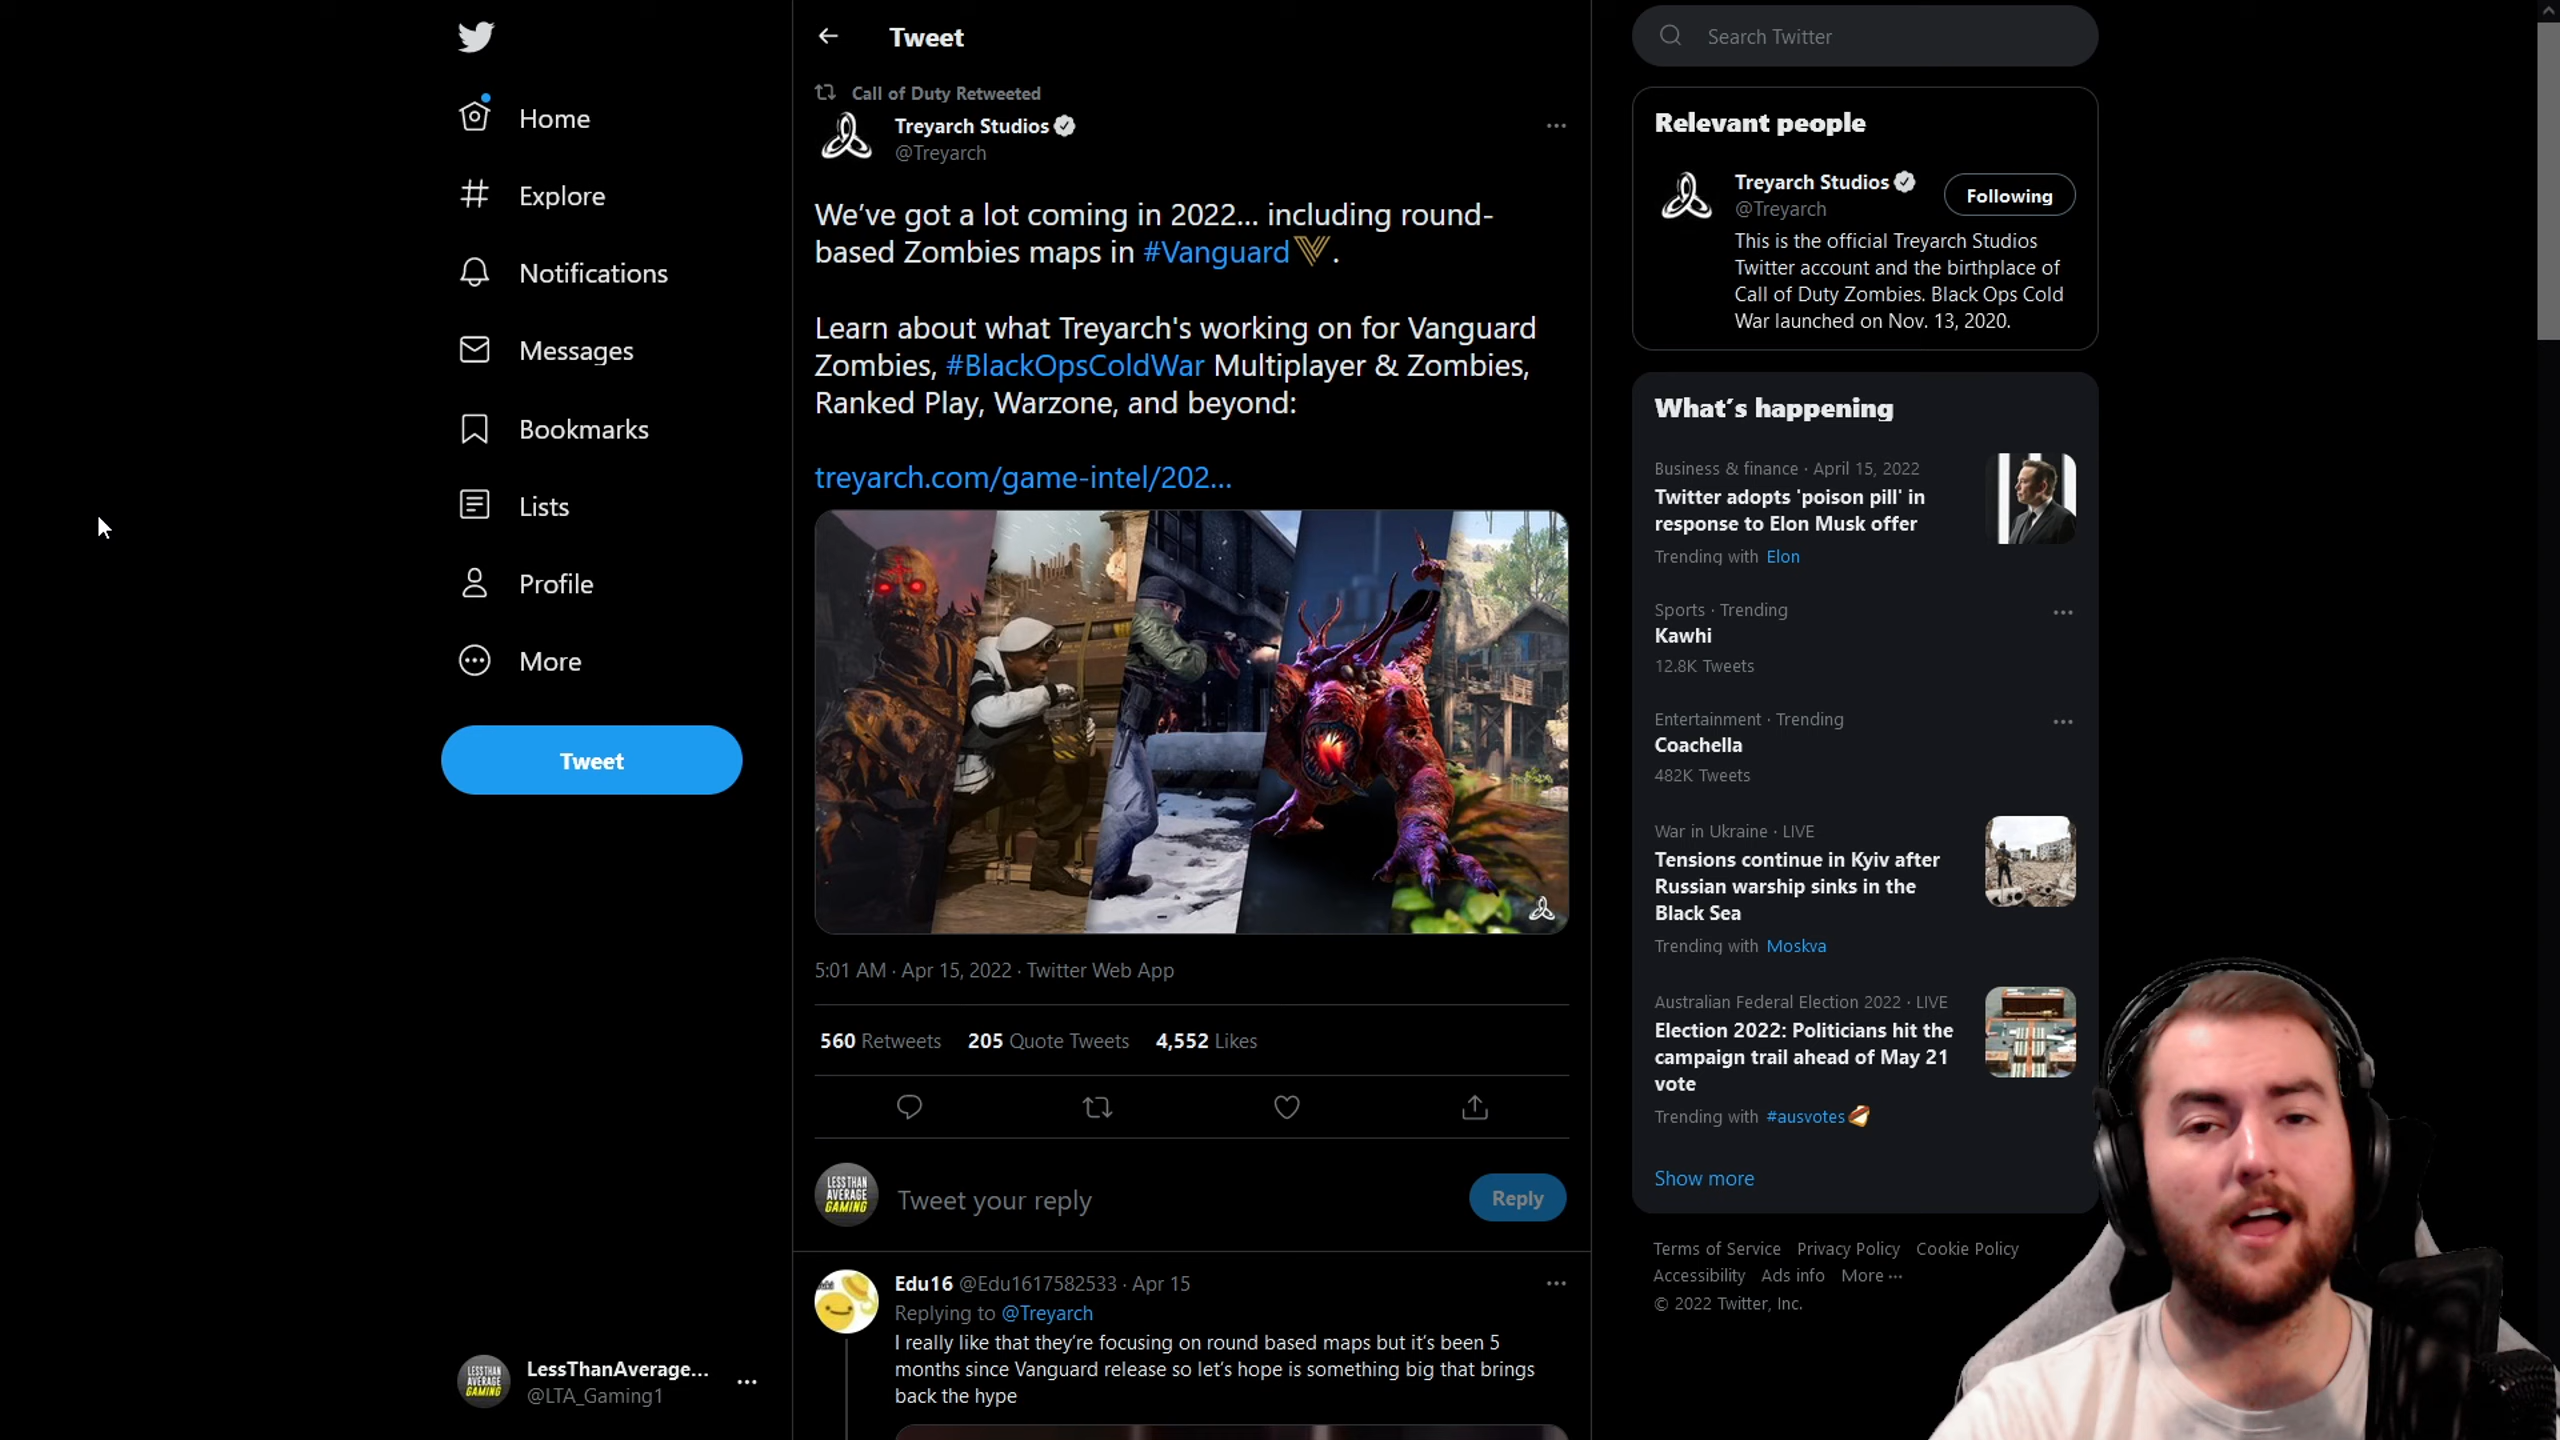 Home
Explore
Notifications
Messages
Bookmarks
Lists
Profile
More
Tweet
LessThanAverage...
@LTA_Gaming1
Tweet
Call of Duty Retweeted
Treyarch Studios
@Treyarch
We’ve got a lot coming in 2022... including round-
based Zombies maps in #Vanguard.
Learn about what Treyarch's working on for Vanguard
Zombies, #BlackOpsColdWar Multiplayer & Zombies,
Ranked Play, Warzone, and beyond:
treyarch.com/game-intel/202...
5:01 AM · Apr 15, 2022 · Twitter Web App
560 Retweets 205 Quote Tweets 4,552 Likes
LESS THAN
AVERAGE
GAMING
Tweet your reply
Reply
Edu16 @Edu1617582533 · Apr 15
Replying to @Treyarch
I really like that they’re focusing on round based maps but it’s been 5
months since Vanguard release so let’s hope is something big that brings
back the hype
Search Twitter
Relevant people
Treyarch Studios
@Treyarch
Following
This is the official Treyarch Studios
Twitter account and the birthplace of
Call of Duty Zombies. Black Ops Cold
War launched on Nov. 13, 2020.
What’s happening
Business & finance · April 15, 2022
Twitter adopts 'poison pill' in
response to Elon Musk offer
Trending with Elon
Sports · Trending
Kawhi
12.8K Tweets
Entertainment · Trending
Coachella
482K Tweets
War in Ukraine · LIVE
Tensions continue in Kyiv after
Russian warship sinks in the
Black Sea
Trending with Moskva
Australian Federal Election 2022 · LIVE
Election 2022: Politicians hit the
campaign trail ahead of May 21
vote
Trending with #ausvotes
Show more
Terms of Service Privacy Policy Cookie Policy
Accessibility Ads info More ···
© 2022 Twitter, Inc.